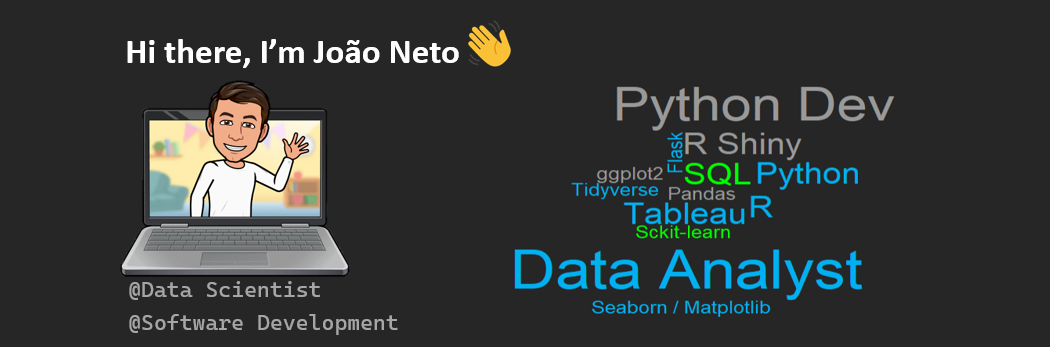 Hi there, I’m João Neto
@Data Scientist
@Software Development
Python Dev
Flask
R Shiny
ggplot2
SQL
Python
Tidyverse
Pandas
Tableau
R
Sckit-learn
Data Analyst
Seaborn / Matplotlib